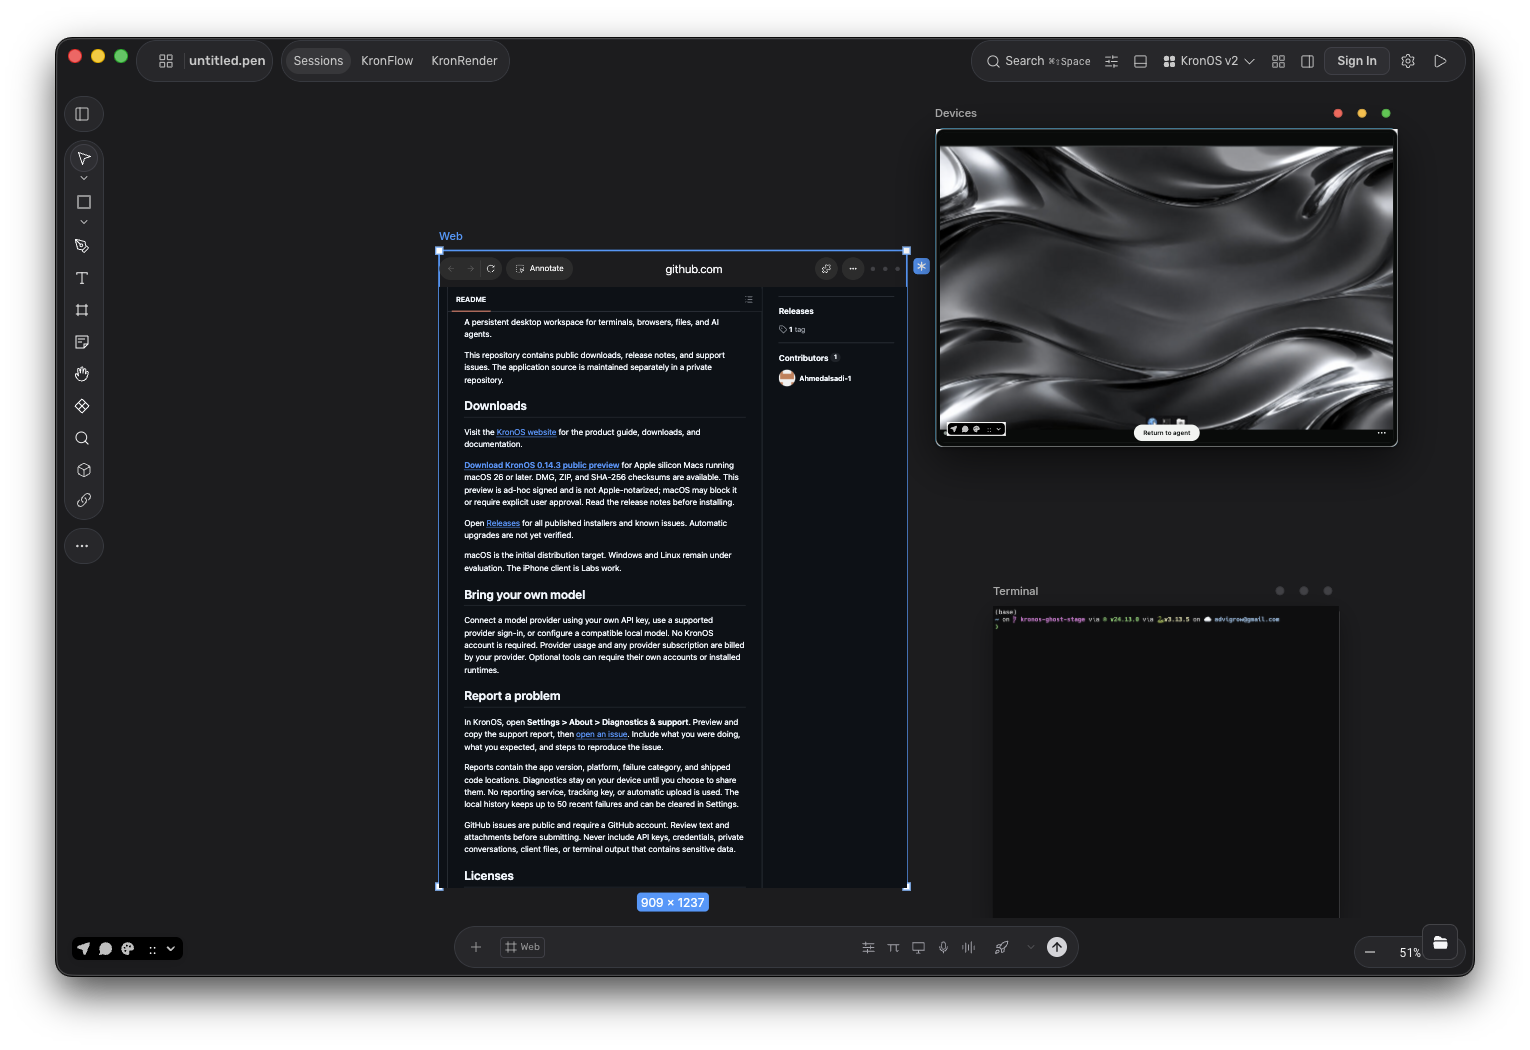 untitled.pen
Sessions
KronFlow
KronRender
Search ⌘⇧Space
KronOS v2
Sign In
Devices
Return to agent
Web
Annotate
github.com
README
A persistent desktop workspace for terminals, browsers, files, and AI
agents.
This repository contains public downloads, release notes, and support
issues. The application source is maintained separately in a private
repository.
Downloads
Visit the KronOS website for the product guide, downloads, and
documentation.
Download KronOS 0.14.3 public preview for Apple silicon Macs running
macOS 26 or later. DMG, ZIP, and SHA-256 checksums are available. This
preview is ad-hoc signed and is not Apple-notarized; macOS may block it
or require explicit user approval. Read the release notes before installing.
Open Releases for all published installers and known issues. Automatic
upgrades are not yet verified.
macOS is the initial distribution target. Windows and Linux remain under
evaluation. The iPhone client is Labs work.
Bring your own model
Connect a model provider using your own API key, use a supported
provider sign-in, or configure a compatible local model. No KronOS
account is required. Provider usage and any provider subscription are billed
by your provider. Optional tools can require their own accounts or installed
runtimes.
Report a problem
In KronOS, open Settings > About > Diagnostics & support. Preview and
copy the support report, then open an issue. Include what you were doing,
what you expected, and steps to reproduce the issue.
Reports contain the app version, platform, failure category, and shipped
code locations. Diagnostics stay on your device until you choose to share
them. No reporting service, tracking key, or automatic upload is used. The
local history keeps up to 50 recent failures and can be cleared in Settings.
GitHub issues are public and require a GitHub account. Review text and
attachments before submitting. Never include API keys, credentials, private
conversations, client files, or terminal output that contains sensitive data.
Licenses
Releases
1 tag
Contributors 1
Ahmedalsadi-1
909 × 1237
Terminal
(base)
on kronos-ghost-stage via v24.13.0 via v3.13.5 on advigrow@gmail.com
Web
51%